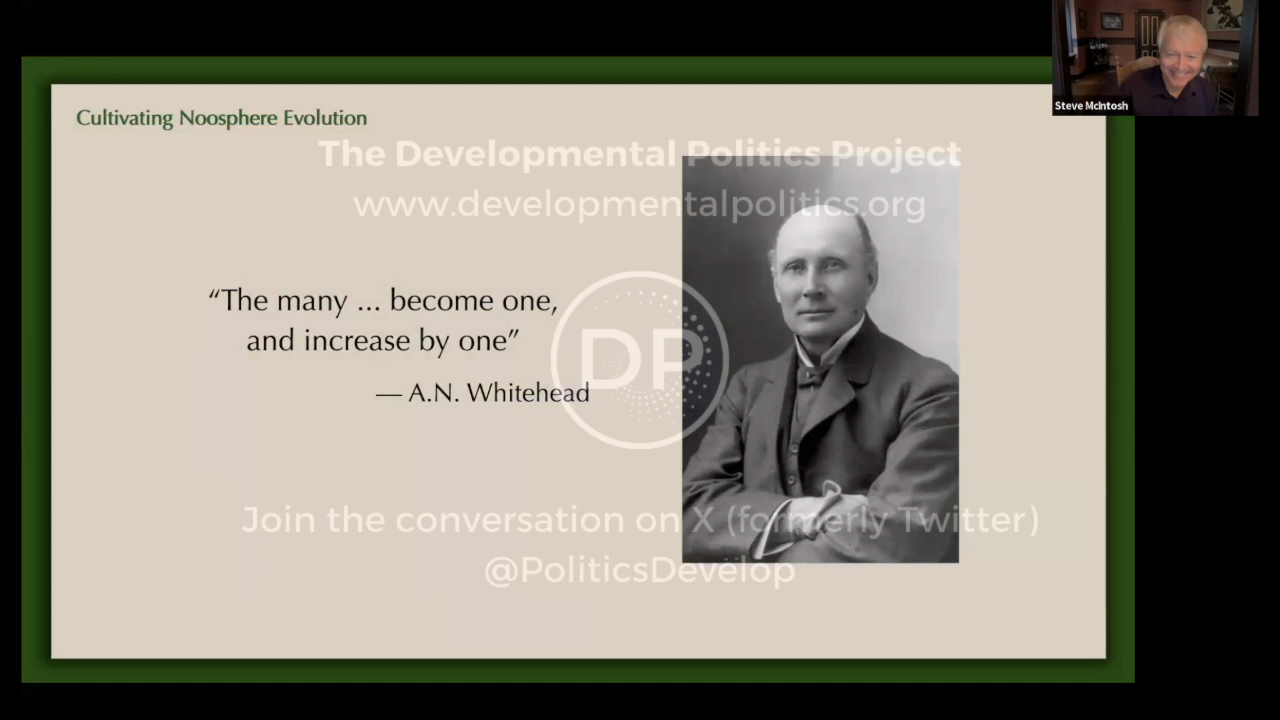 Steve McIntosh
Cultivating Noosphere Evolution
The Developmental Politics Project
www.developmentalpolitics.org
“The many ... become one,
and increase by one”
— A.N. Whitehead
DP
Join the conversation on X (formerly Twitter)
@PoliticsDevelop